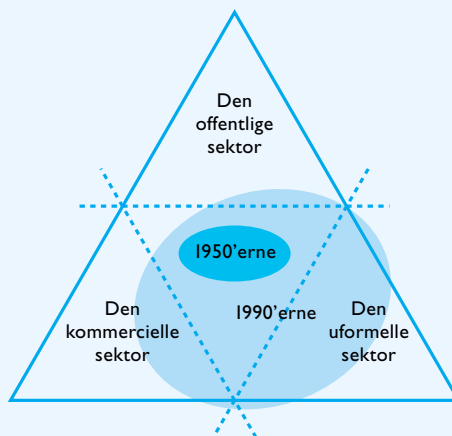 Den
offentlige
sektor
1950'erne
1990'erne
Den
kommercielle
sektor
Den
uformelle
sektor